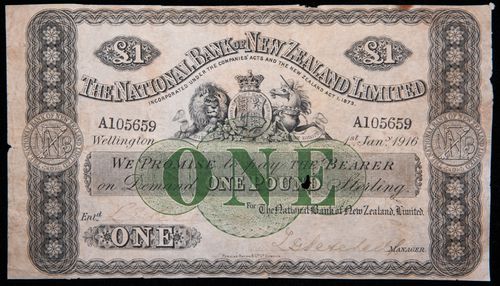 £1 £1
THE NATIONAL BANK OF NEW ZEALAND LIMITED
INCORPORATED UNDER THE COMPANIES' ACTS AND THE NEW ZEALAND ACT OF 1873.
A105659 A105659
Wellington 1st Jany. 1916
WE PROMISE to pay THE BEARER
ONE
on Demand ONE POUND Sterling
For The National Bank of New Zealand, Limited.
Entd.
ONE
MANAGER